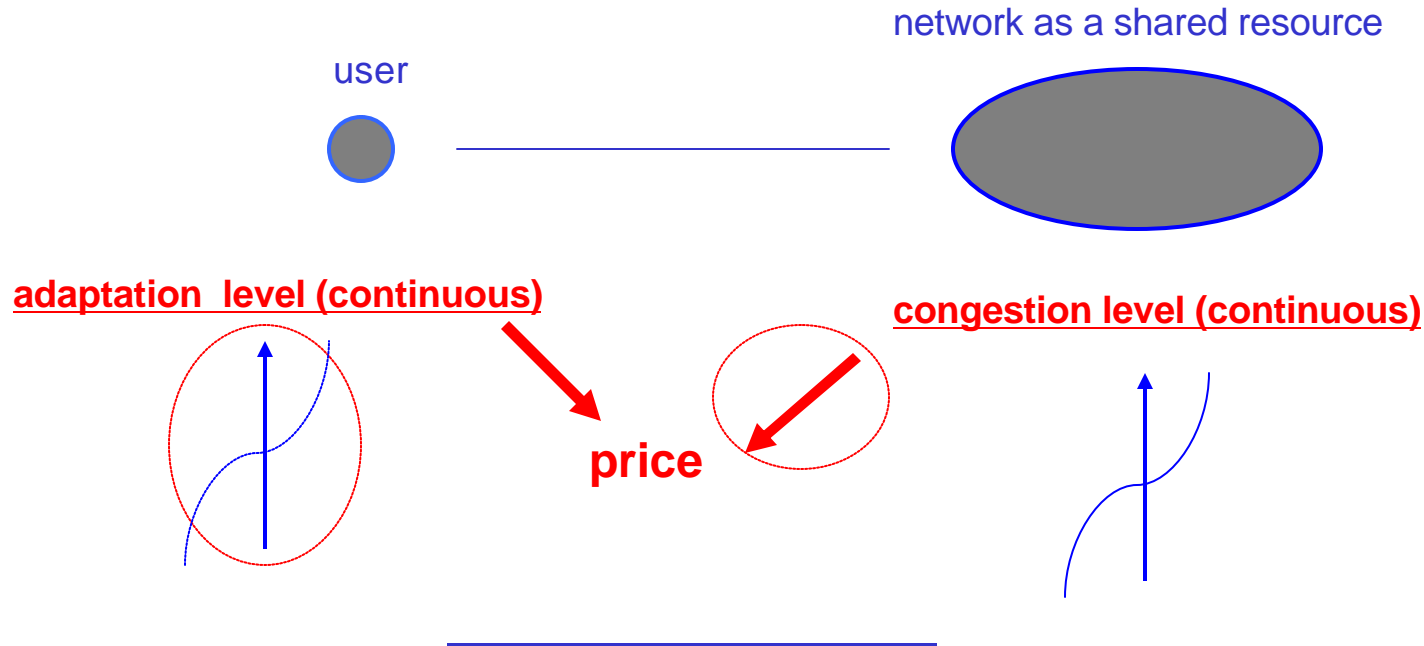 network as a shared resource
user
adaptation level (continuous)
congestion level (continuous)
price